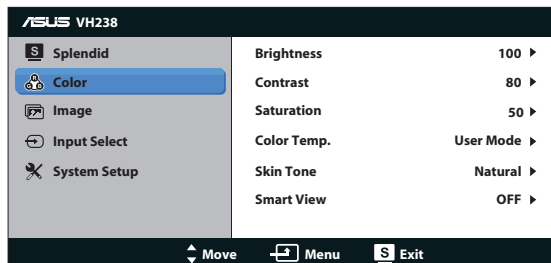 ASUS VH238
S Splendid
Color
Image
Input Select
System Setup
Brightness 100
Contrast 80
Saturation 50
Color Temp. User Mode
Skin Tone Natural
Smart View OFF
Move Menu S Exit